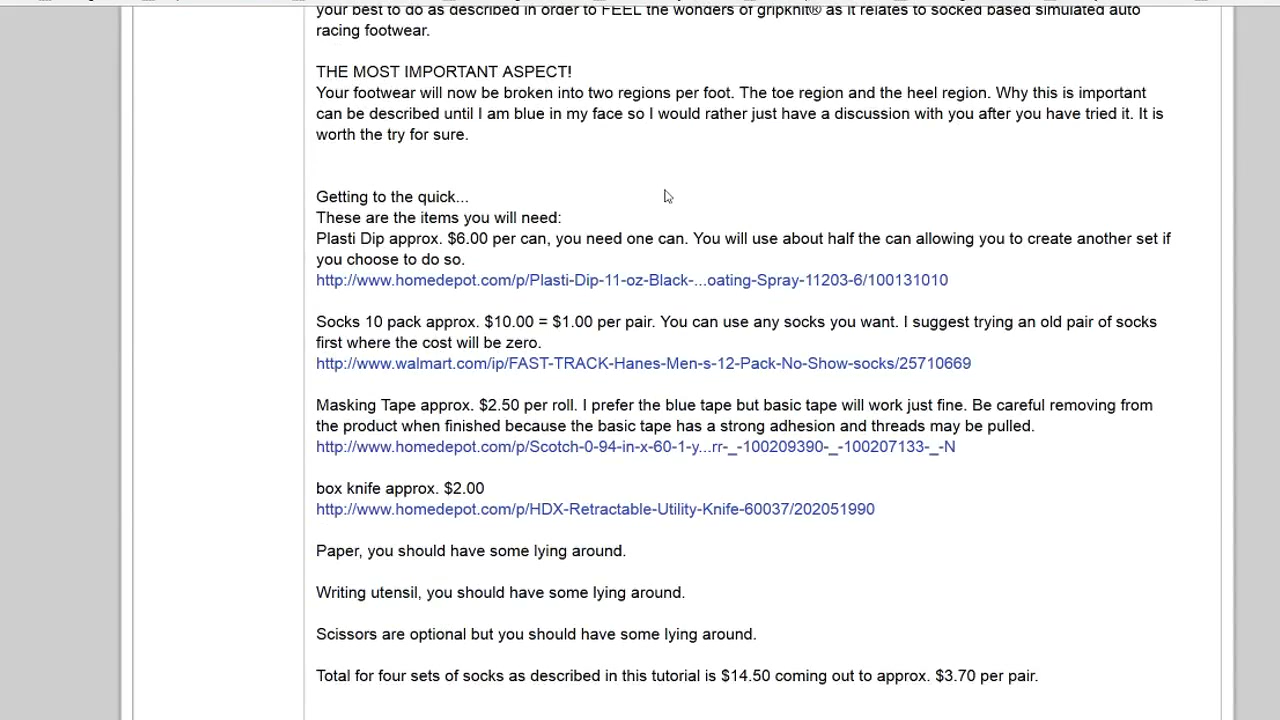 your best to do as described in order to FEEL the wonders of gripknit® as it relates to socked based simulated auto
racing footwear.
THE MOST IMPORTANT ASPECT!
Your footwear will now be broken into two regions per foot. The toe region and the heel region. Why this is important
can be described until I am blue in my face so I would rather just have a discussion with you after you have tried it. It is
worth the try for sure.
Getting to the quick...
These are the items you will need:
Plasti Dip approx. $6.00 per can, you need one can. You will use about half the can allowing you to create another set if
you choose to do so.
http://www.homedepot.com/p/Plasti-Dip-11-oz-Black-...oating-Spray-11203-6/100131010
Socks 10 pack approx. $10.00 = $1.00 per pair. You can use any socks you want. I suggest trying an old pair of socks
first where the cost will be zero.
http://www.walmart.com/ip/FAST-TRACK-Hanes-Men-s-12-Pack-No-Show-socks/25710669
Masking Tape approx. $2.50 per roll. I prefer the blue tape but basic tape will work just fine. Be careful removing from
the product when finished because the basic tape has a strong adhesion and threads may be pulled.
http://www.homedepot.com/p/Scotch-0-94-in-x-60-1-y...rr-_-100209390-_-100207133-_-N
box knife approx. $2.00
http://www.homedepot.com/p/HDX-Retractable-Utility-Knife-60037/202051990
Paper, you should have some lying around.
Writing utensil, you should have some lying around.
Scissors are optional but you should have some lying around.
Total for four sets of socks as described in this tutorial is $14.50 coming out to approx. $3.70 per pair.